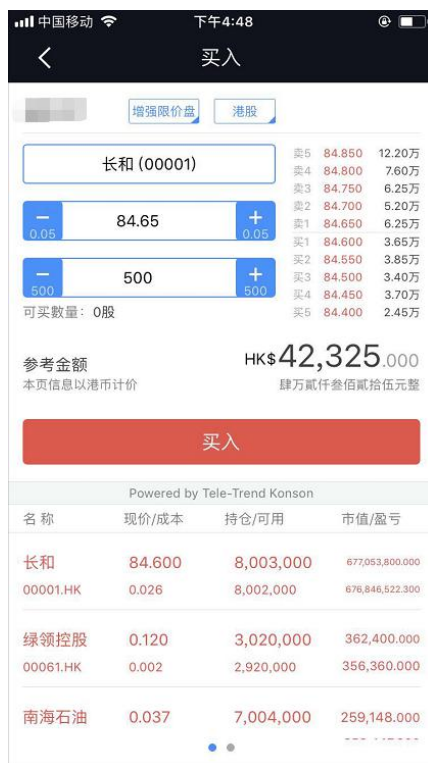 中国移动 下午4:48
买入
增强限价盘 港股
长和 (00001)
卖5 84.850 12.20万
卖4 84.800 7.60万
卖3 84.750 6.25万
卖2 84.700 5.20万
卖1 84.650 6.25万
− 84.65 +
0.05 0.05
买1 84.600 3.65万
买2 84.550 3.85万
买3 84.500 3.40万
买4 84.450 3.70万
买5 84.400 2.45万
− 500 +
500 500
可买數量: 0股
参考金额 HK$42,325.000
本页信息以港币计价 肆万贰仟叁佰贰拾伍元整
买入
Powered by Tele-Trend Konson
名 称 现价/成本 持仓/可用 市值/盈亏
长和 84.600 8,003,000 677,053,800.000
00001.HK 0.026 8,002,000 676,846,522.300
绿领控股 0.120 3,020,000 362,400.000
00061.HK 0.002 2,920,000 356,360.000
南海石油 0.037 7,004,000 259,148.000